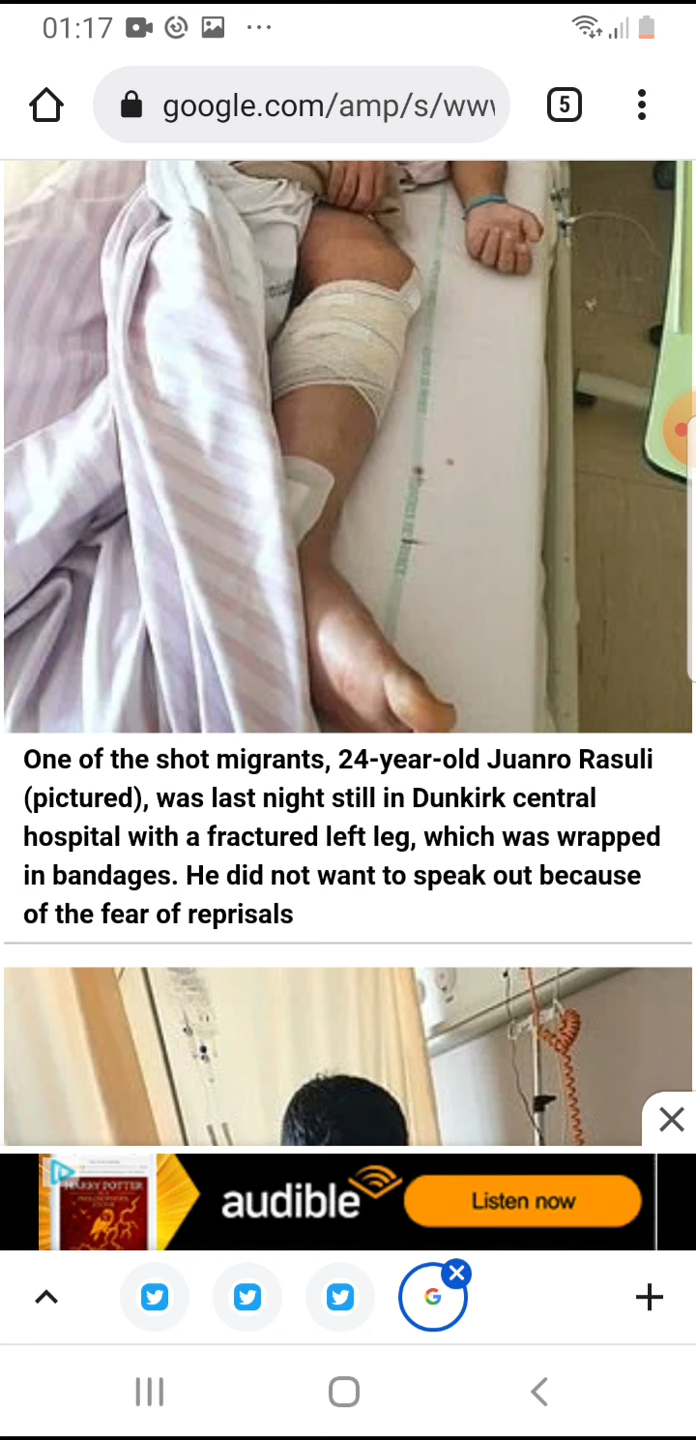 01:17
google.com/amp/s/www
5
One of the shot migrants, 24-year-old Juanro Rasuli
(pictured), was last night still in Dunkirk central
hospital with a fractured left leg, which was wrapped
in bandages. He did not want to speak out because
of the fear of reprisals
HARRY POTTER
audible
Listen now